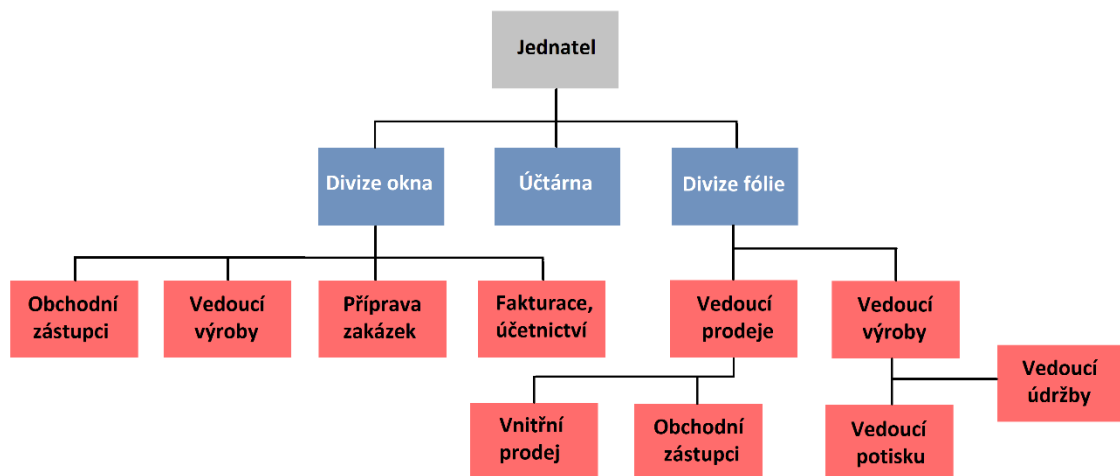 Jednatel
Divize okna
Účtárna
Divize fólie
Obchodní
zástupci
Vedoucí
výroby
Příprava
zakázek
Fakturace,
účetnictví
Vedoucí
prodeje
Vedoucí
výroby
Vedoucí
údržby
Vnitřní
prodej
Obchodní
zástupci
Vedoucí
potisku